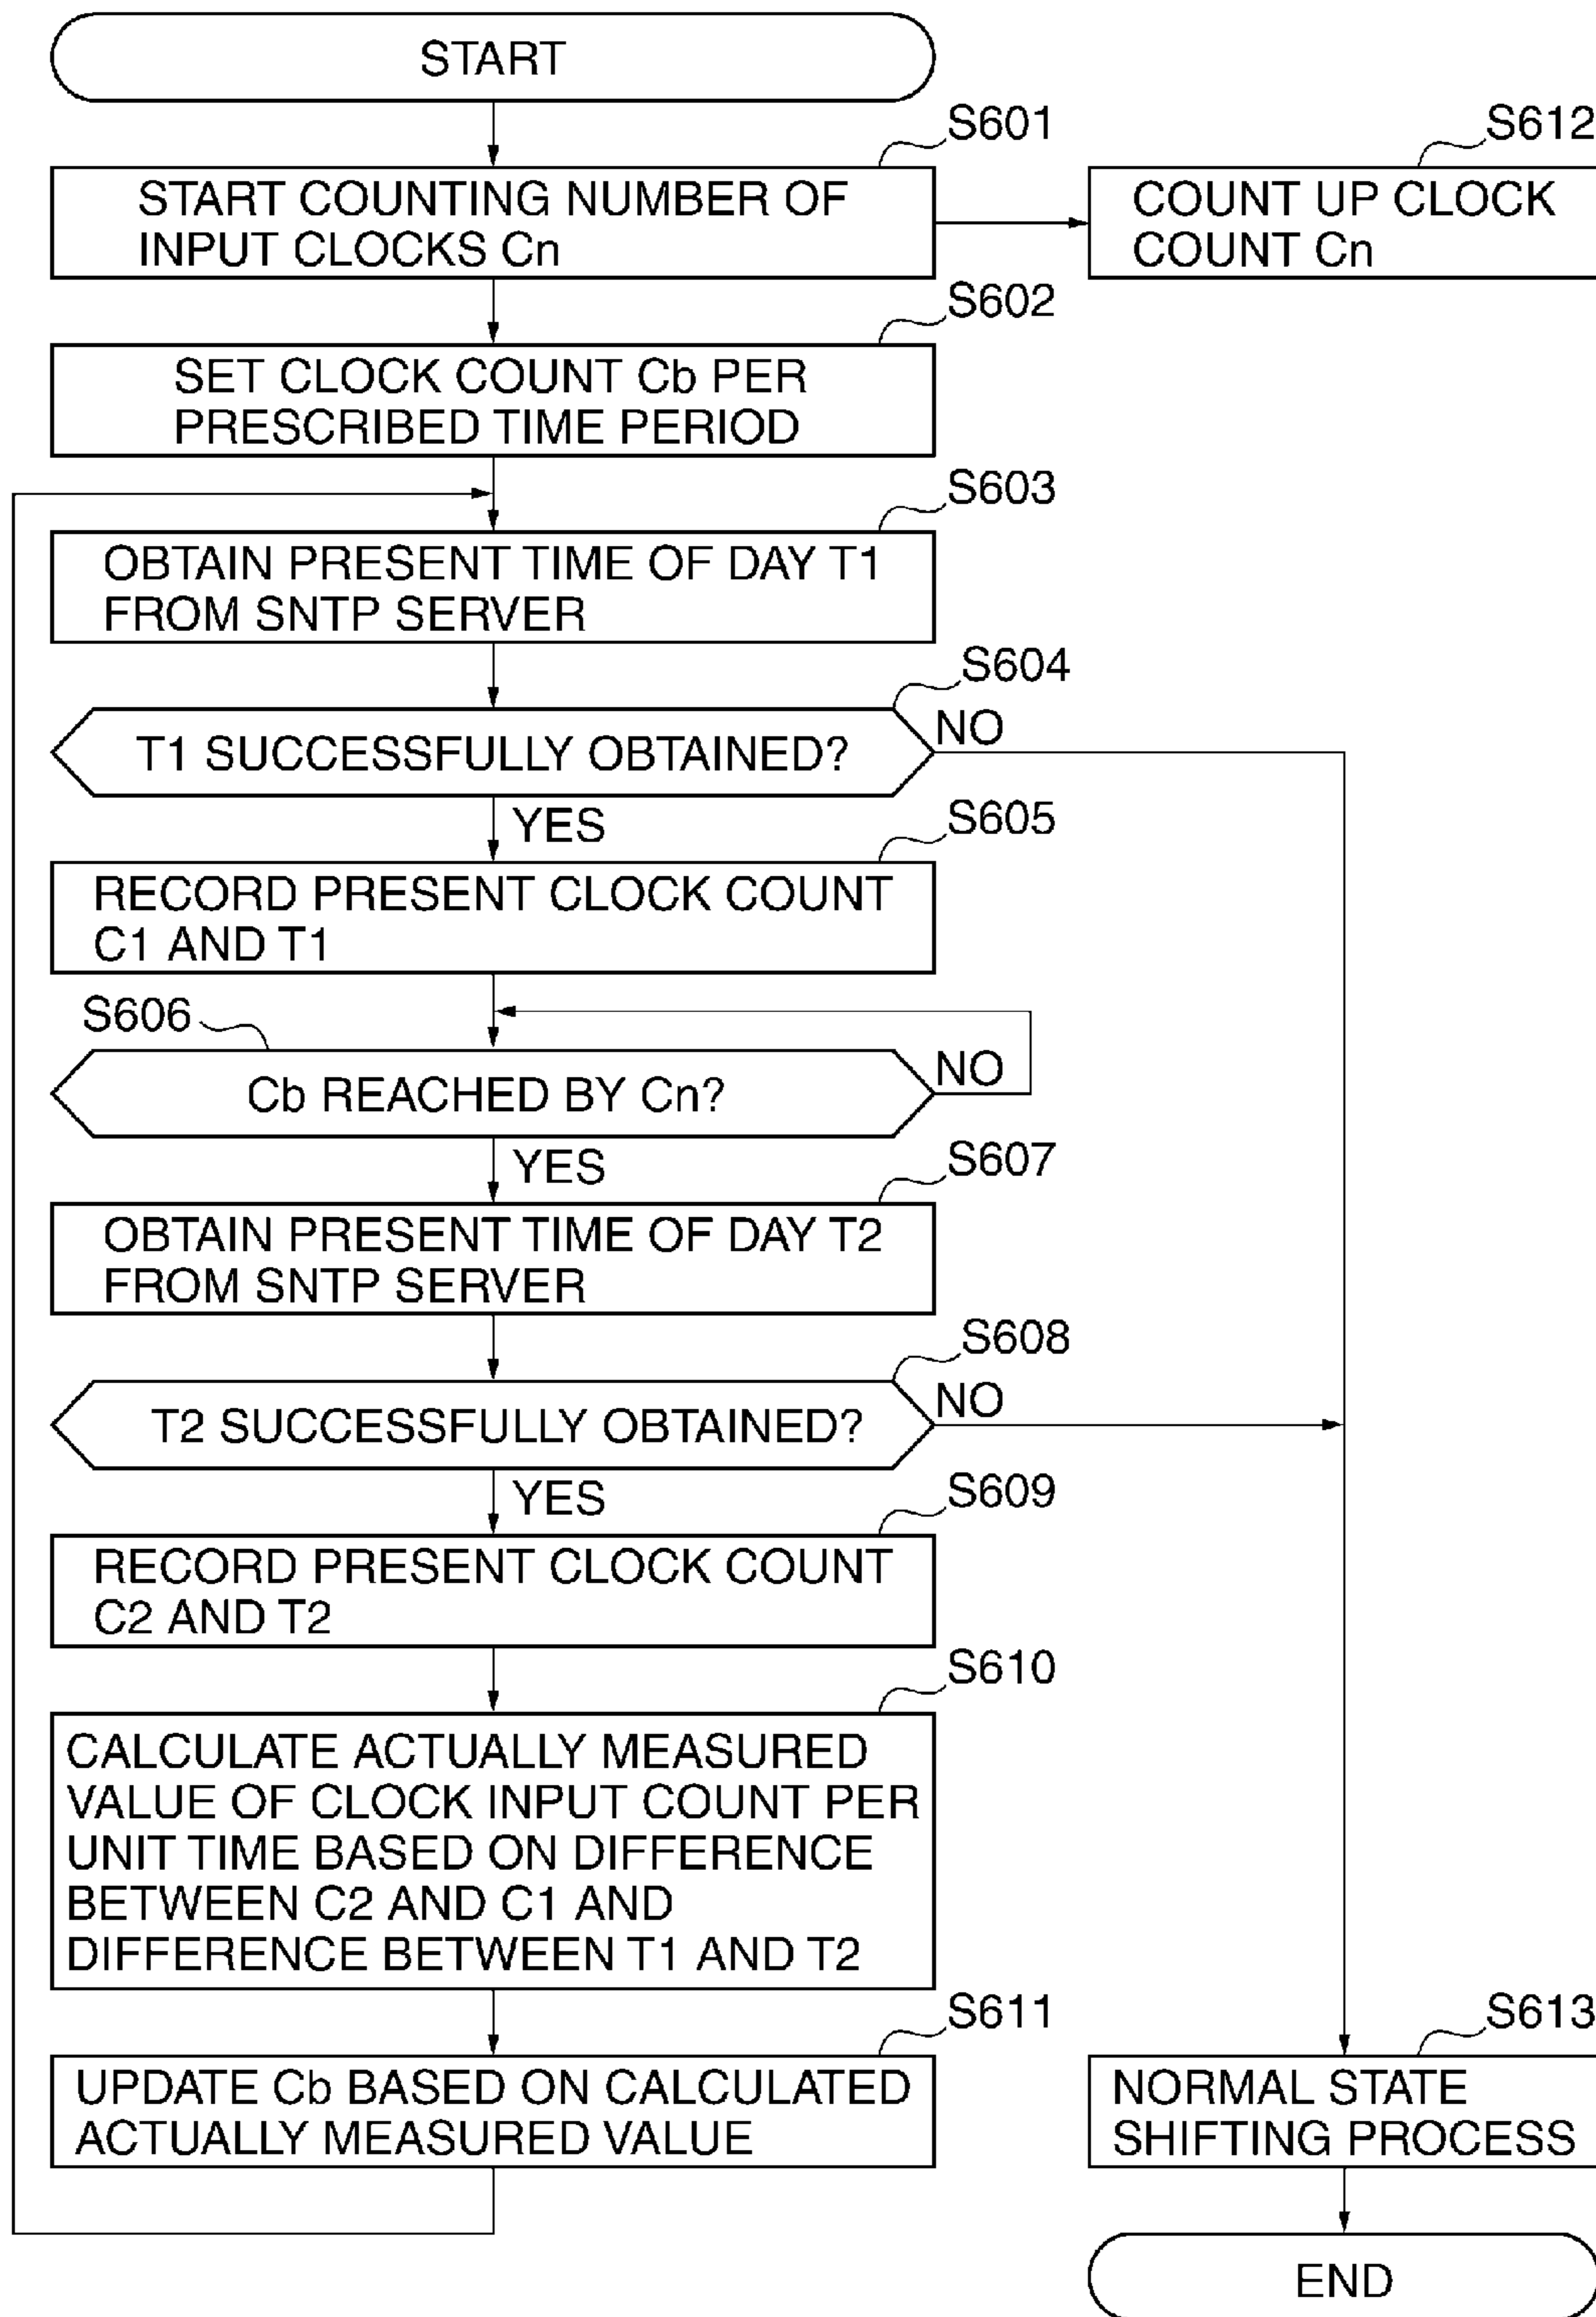 START
S601
START COUNTING NUMBER OF
INPUT CLOCKS Cn
S612
COUNT UP CLOCK
COUNT Cn
S602
SET CLOCK COUNT Cb PER
PRESCRIBED TIME PERIOD
S603
OBTAIN PRESENT TIME OF DAY T1
FROM SNTP SERVER
S604
T1 SUCCESSFULLY OBTAINED?
NO
YES
S605
RECORD PRESENT CLOCK COUNT
C1 AND T1
S606
Cb REACHED BY Cn?
NO
YES
S607
OBTAIN PRESENT TIME OF DAY T2
FROM SNTP SERVER
S608
T2 SUCCESSFULLY OBTAINED?
NO
YES
S609
RECORD PRESENT CLOCK COUNT
C2 AND T2
S610
CALCULATE ACTUALLY MEASURED
VALUE OF CLOCK INPUT COUNT PER
UNIT TIME BASED ON DIFFERENCE
BETWEEN C2 AND C1 AND
DIFFERENCE BETWEEN T1 AND T2
S611
UPDATE Cb BASED ON CALCULATED
ACTUALLY MEASURED VALUE
S613
NORMAL STATE
SHIFTING PROCESS
END